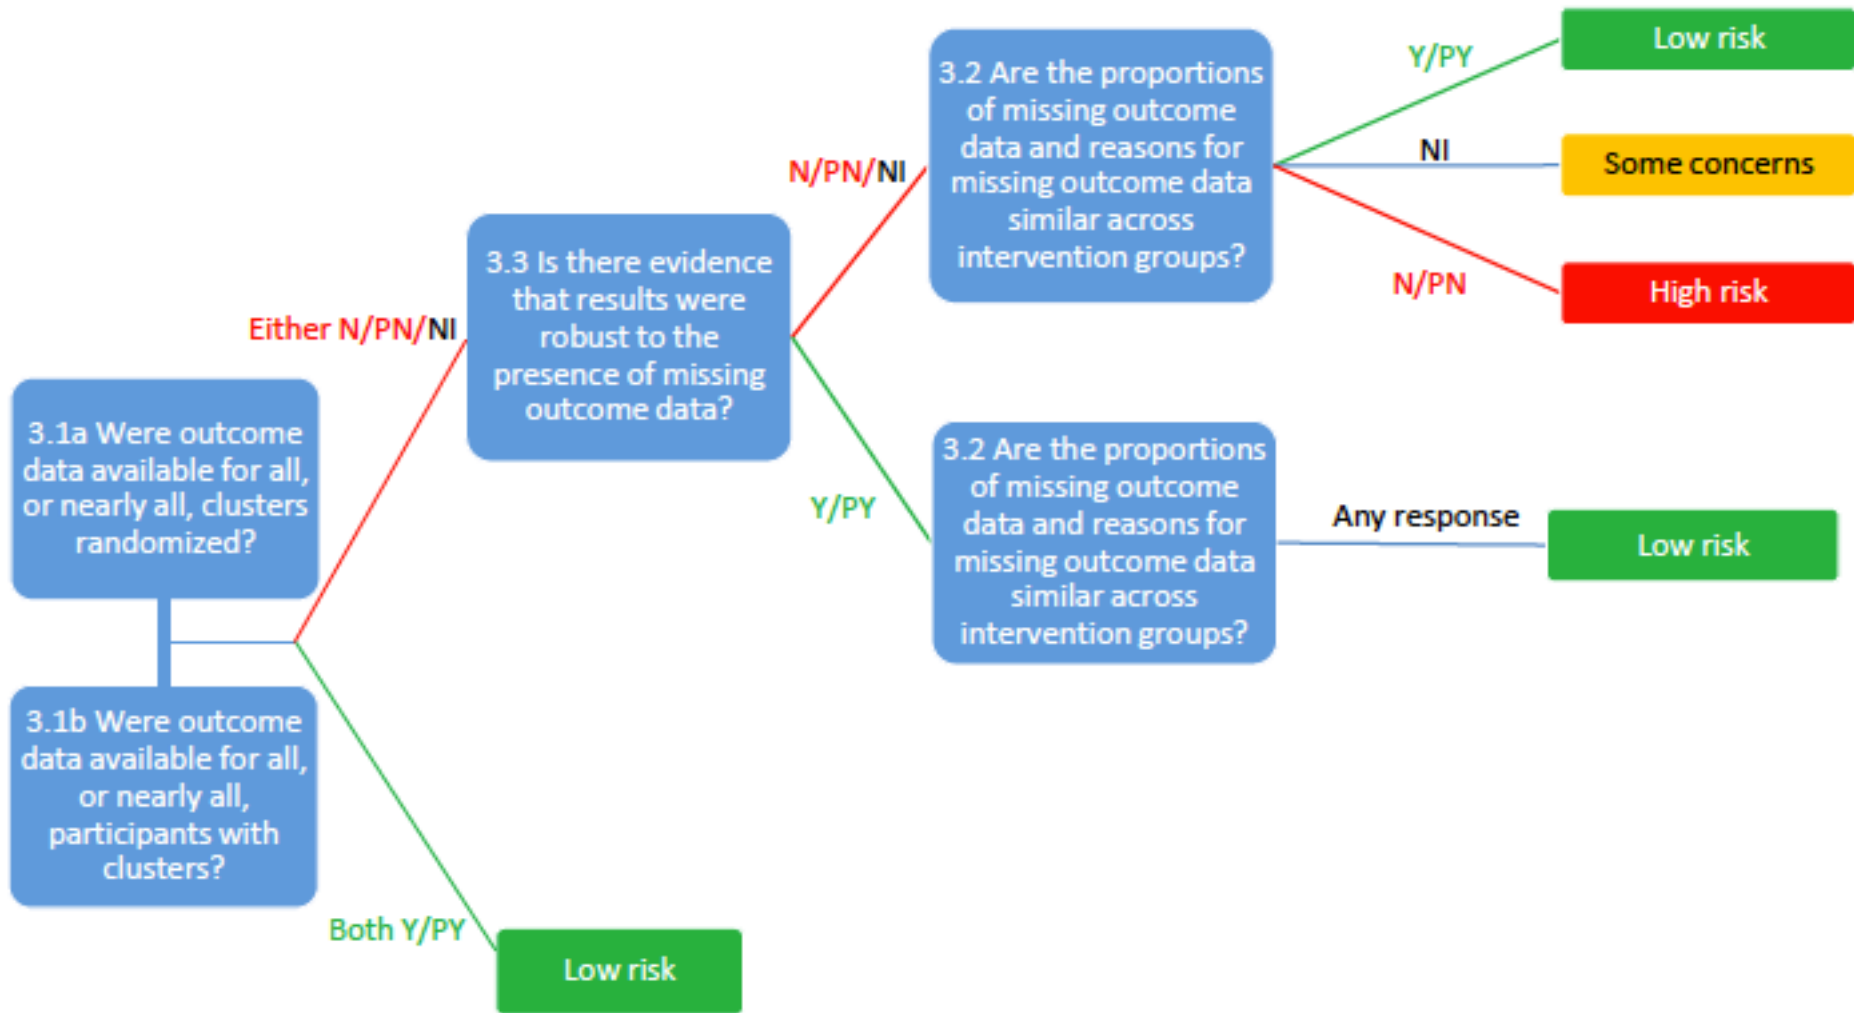 3.1a Were outcome
data available for all,
or nearly all, clusters
randomized?
3.1b Were outcome
data available for all,
or nearly all,
participants with
clusters?
Either N/PN/NI
Both Y/PY
Low risk
3.3 Is there evidence
that results were
robust to the
presence of missing
outcome data?
N/PN/NI
Y/PY
3.2 Are the proportions
of missing outcome
data and reasons for
missing outcome data
similar across
intervention groups?
Y/PY
Low risk
NI
Some concerns
N/PN
High risk
3.2 Are the proportions
of missing outcome
data and reasons for
missing outcome data
similar across
intervention groups?
Any response
Low risk